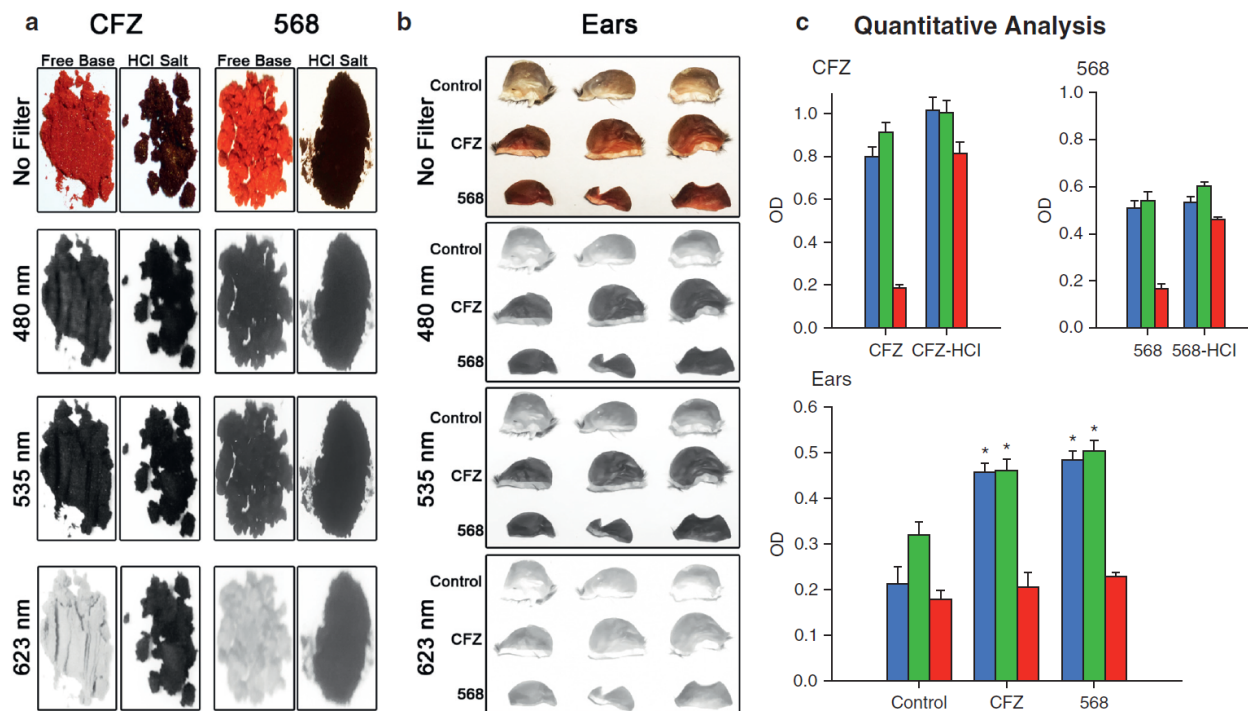 a
CFZ
568
Free Base
HCl Salt
Free Base
HCl Salt
No Filter
480 nm
535 nm
623 nm
b
Ears
No Filter
Control
CFZ
568
480 nm
Control
CFZ
568
535 nm
Control
CFZ
568
623 nm
Control
CFZ
568
c
Quantitative Analysis
CFZ
OD
1.0
0.8
0.6
0.4
0.2
0.0
CFZ
CFZ-HCl
568
OD
1.0
0.8
0.6
0.4
0.2
0.0
568
568-HCl
Ears
OD
0.6
0.5
0.4
0.3
0.2
0.1
0.0
* *
* *
Control
CFZ
568